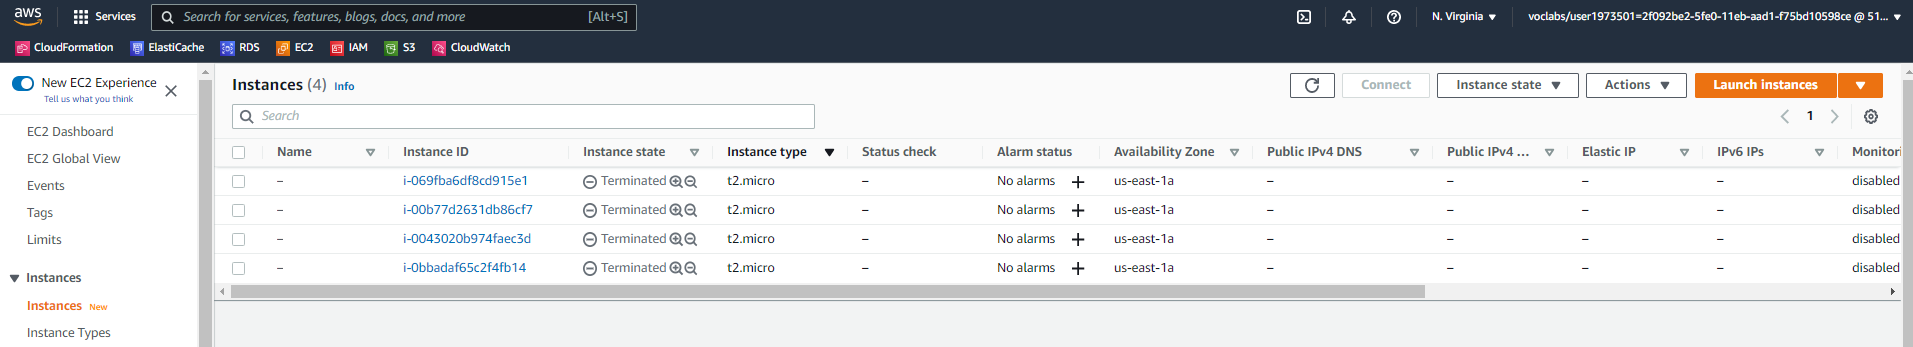 aws Services Search for services, features, blogs, docs, and more [Alt+S] N. Virginia ▼ voclabs/user1973501=2f092be2-5fe0-11eb-aad1-f75bd10598ce @ 51... ▼
CloudFormation ElastiCache RDS EC2 IAM S3 CloudWatch
New EC2 Experience
Tell us what you think
EC2 Dashboard
EC2 Global View
Events
Tags
Limits
Instances
Instances New
Instance Types
Instances (4) Info Connect Instance state ▼ Actions ▼ Launch instances ▼
Search 1
Name Instance ID Instance state Instance type Status check Alarm status Availability Zone Public IPv4 DNS Public IPv4 ... Elastic IP IPv6 IPs Monitori
– i-069fba6df8cd915e1 Terminated t2.micro – No alarms + us-east-1a – – – – disabled
– i-00b77d2631db86cf7 Terminated t2.micro – No alarms + us-east-1a – – – – disabled
– i-0043020b974faec3d Terminated t2.micro – No alarms + us-east-1a – – – – disabled
– i-0bbadaf65c2f4fb14 Terminated t2.micro – No alarms + us-east-1a – – – – disabled